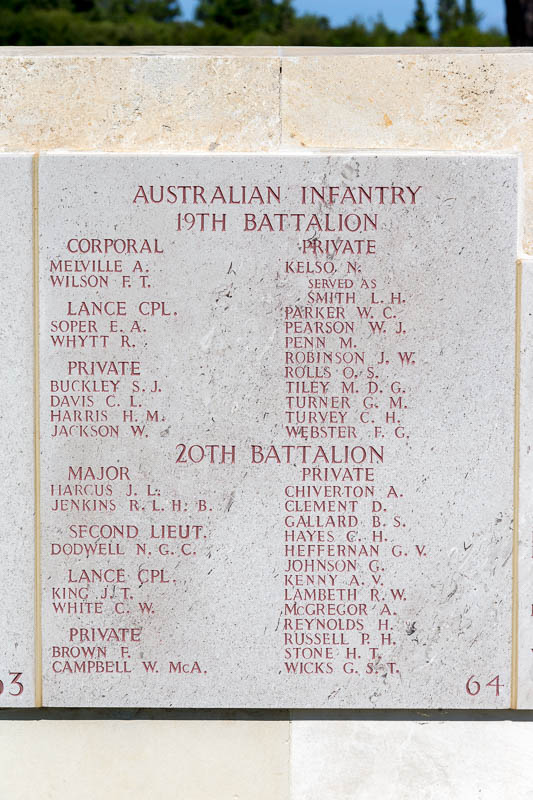 AUSTRALIAN INFANTRY
19TH BATTALION
CORPORAL
MELVILLE A.
WILSON F. T.
LANCE CPL.
SOPER E. A.
WHYTT R.
PRIVATE
BUCKLEY S. J.
DAVIS C. L.
HARRIS H. M.
JACKSON W.
PRIVATE
KELSO N.
SERVED AS
SMITH L. H.
PARKER W. C.
PEARSON W. J.
PENN M.
ROBINSON J. W.
ROLLS O. S.
TILEY M. D. G.
TURNER G. M.
TURVEY C. H.
WEBSTER F. G.
20TH BATTALION
MAJOR
HARCUS J. L.
JENKINS R. L. H. B.
SECOND LIEUT.
DODWELL N. G. C.
LANCE CPL.
KING J. T.
WHITE C. W.
PRIVATE
BROWN F.
CAMPBELL W. McA.
PRIVATE
CHIVERTON A.
CLEMENT D.
GALLARD B. S.
HAYES C. H.
HEFFERNAN G. V.
JOHNSON G.
KENNY A. V.
LAMBETH R. W.
McGREGOR A.
REYNOLDS H.
RUSSELL P. H.
STONE H. T.
WICKS G. S. T.
64